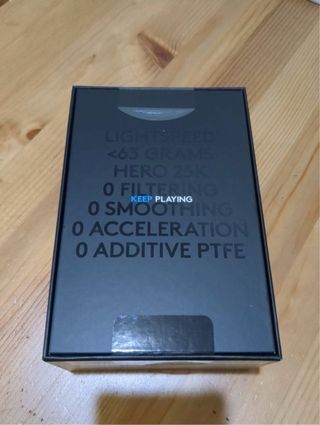 LIGHTSPEED
<63 GRAMS
HERO 25K
0 FILTERING
KEEP PLAYING
0 SMOOTHING
0 ACCELERATION
0 ADDITIVE PTFE